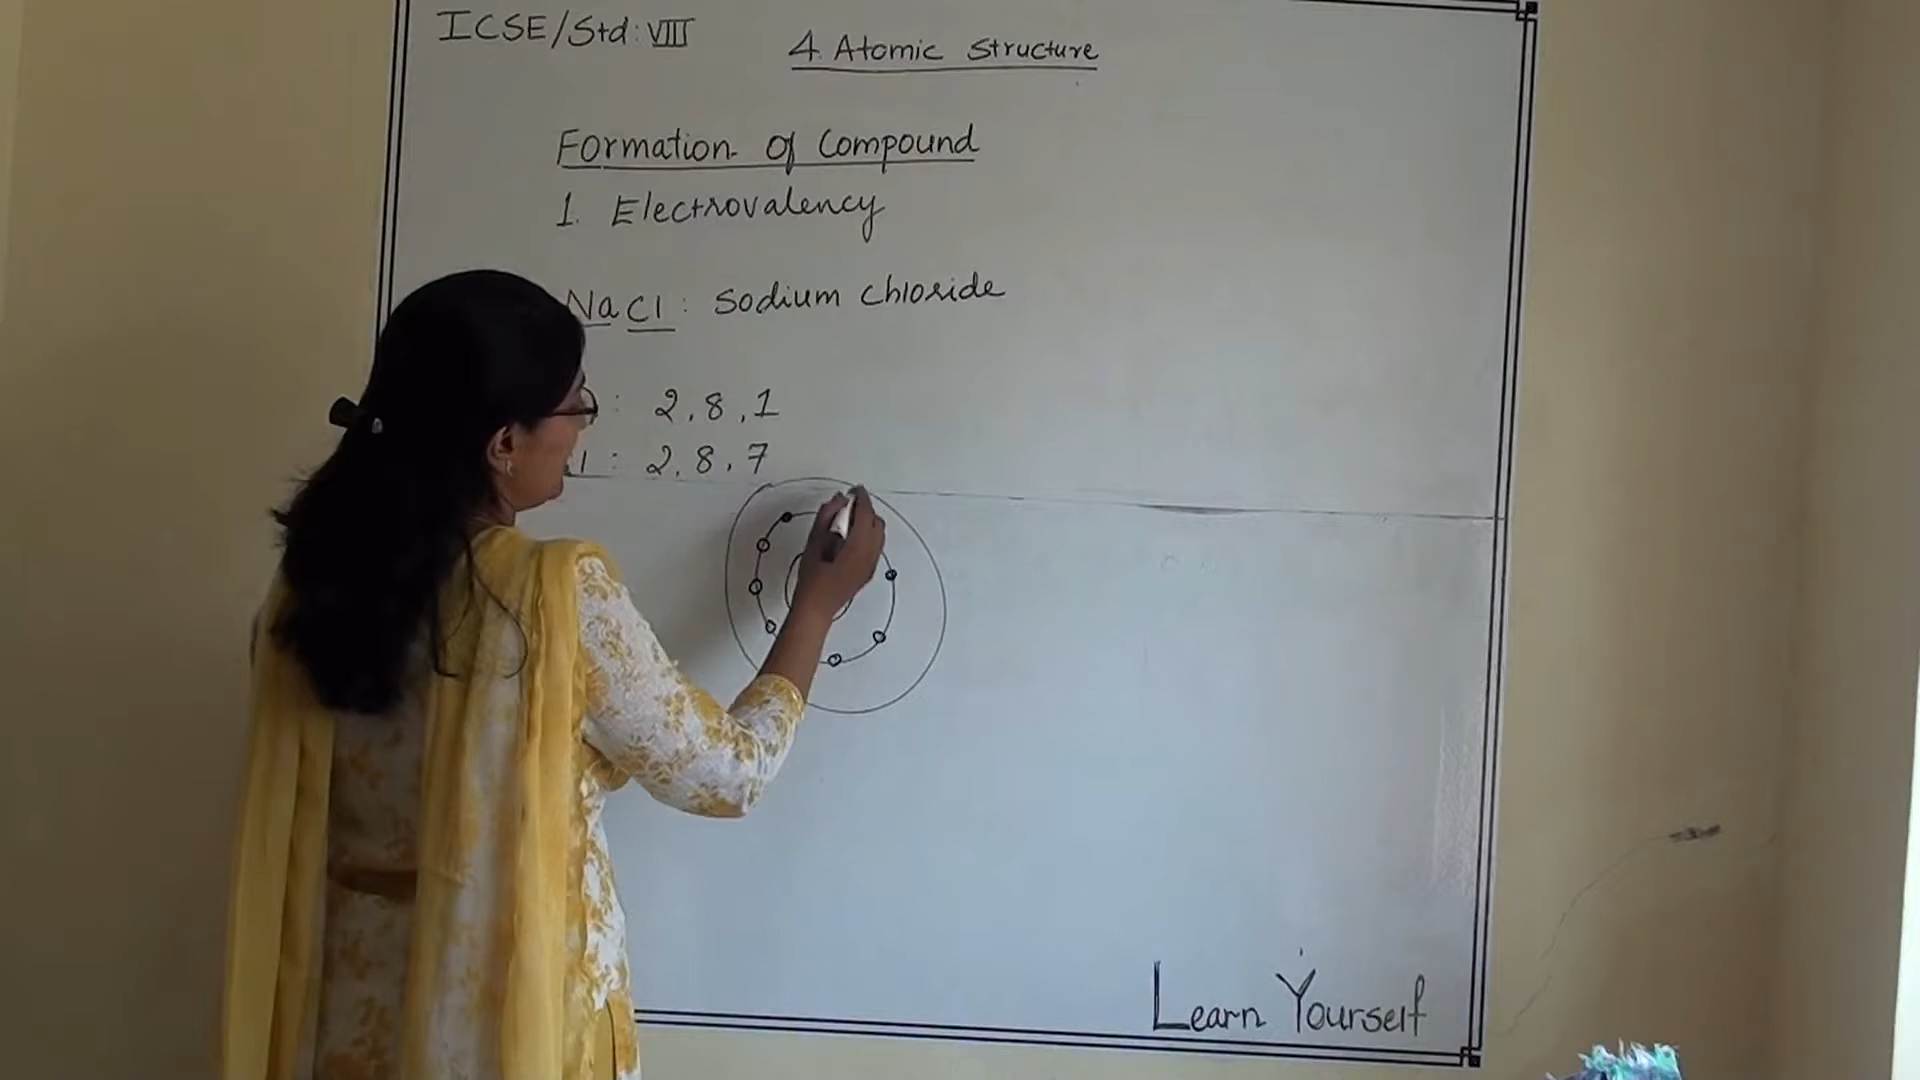 ICSE/Std: VIII
4. Atomic Structure
Formation of Compound
1. Electrovalency
NaCl : Sodium Chloride
: 2,8,1
: 2,8,7
Learn Yourself